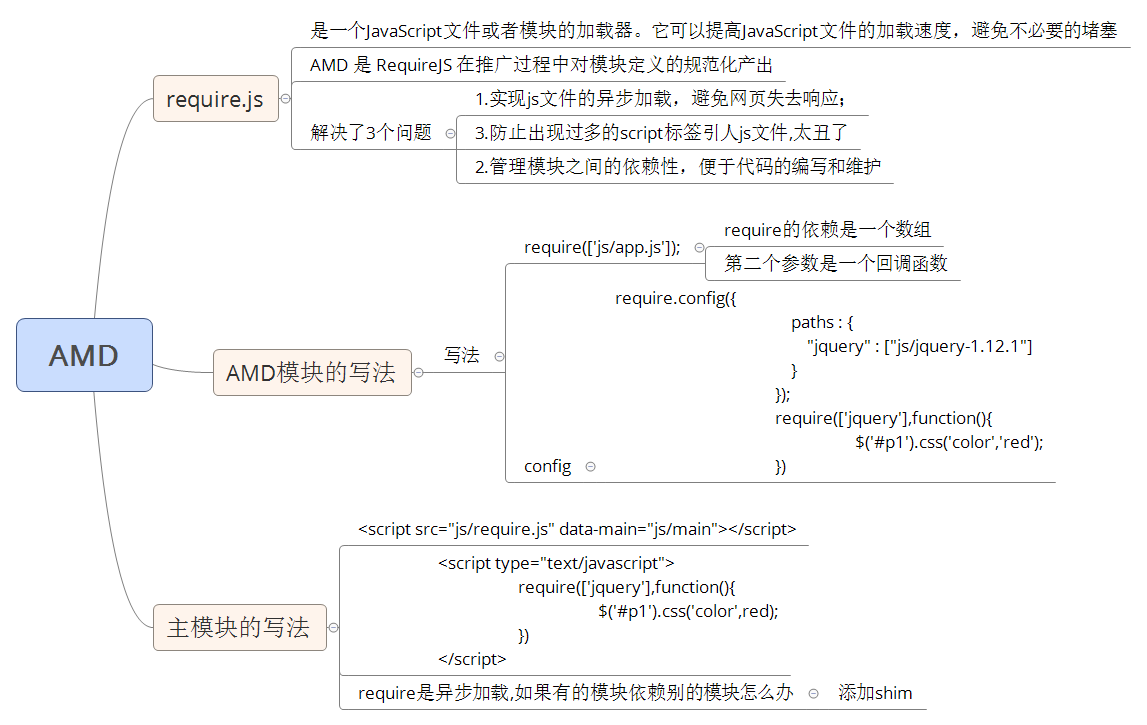 AMD
require.js
是一个JavaScript文件或者模块的加载器。它可以提高JavaScript文件的加载速度，避免不必要的堵塞
AMD 是 RequireJS 在推广过程中对模块定义的规范化产出
解决了3个问题
1.实现js文件的异步加载，避免网页失去响应；
3.防止出现过多的script标签引人js文件,太丑了
2.管理模块之间的依赖性，便于代码的编写和维护
AMD模块的写法
写法
require(['js/app.js']);
require的依赖是一个数组
第二个参数是一个回调函数
config
require.config({
paths : {
"jquery" : ["js/jquery-1.12.1"]
}
});
require(['jquery'],function(){
$('#p1').css('color','red');
})
主模块的写法
<script src="js/require.js" data-main="js/main"></script>
<script type="text/javascript">
require(['jquery'],function(){
$('#p1').css('color',red);
})
</script>
require是异步加载,如果有的模块依赖别的模块怎么办
添加shim